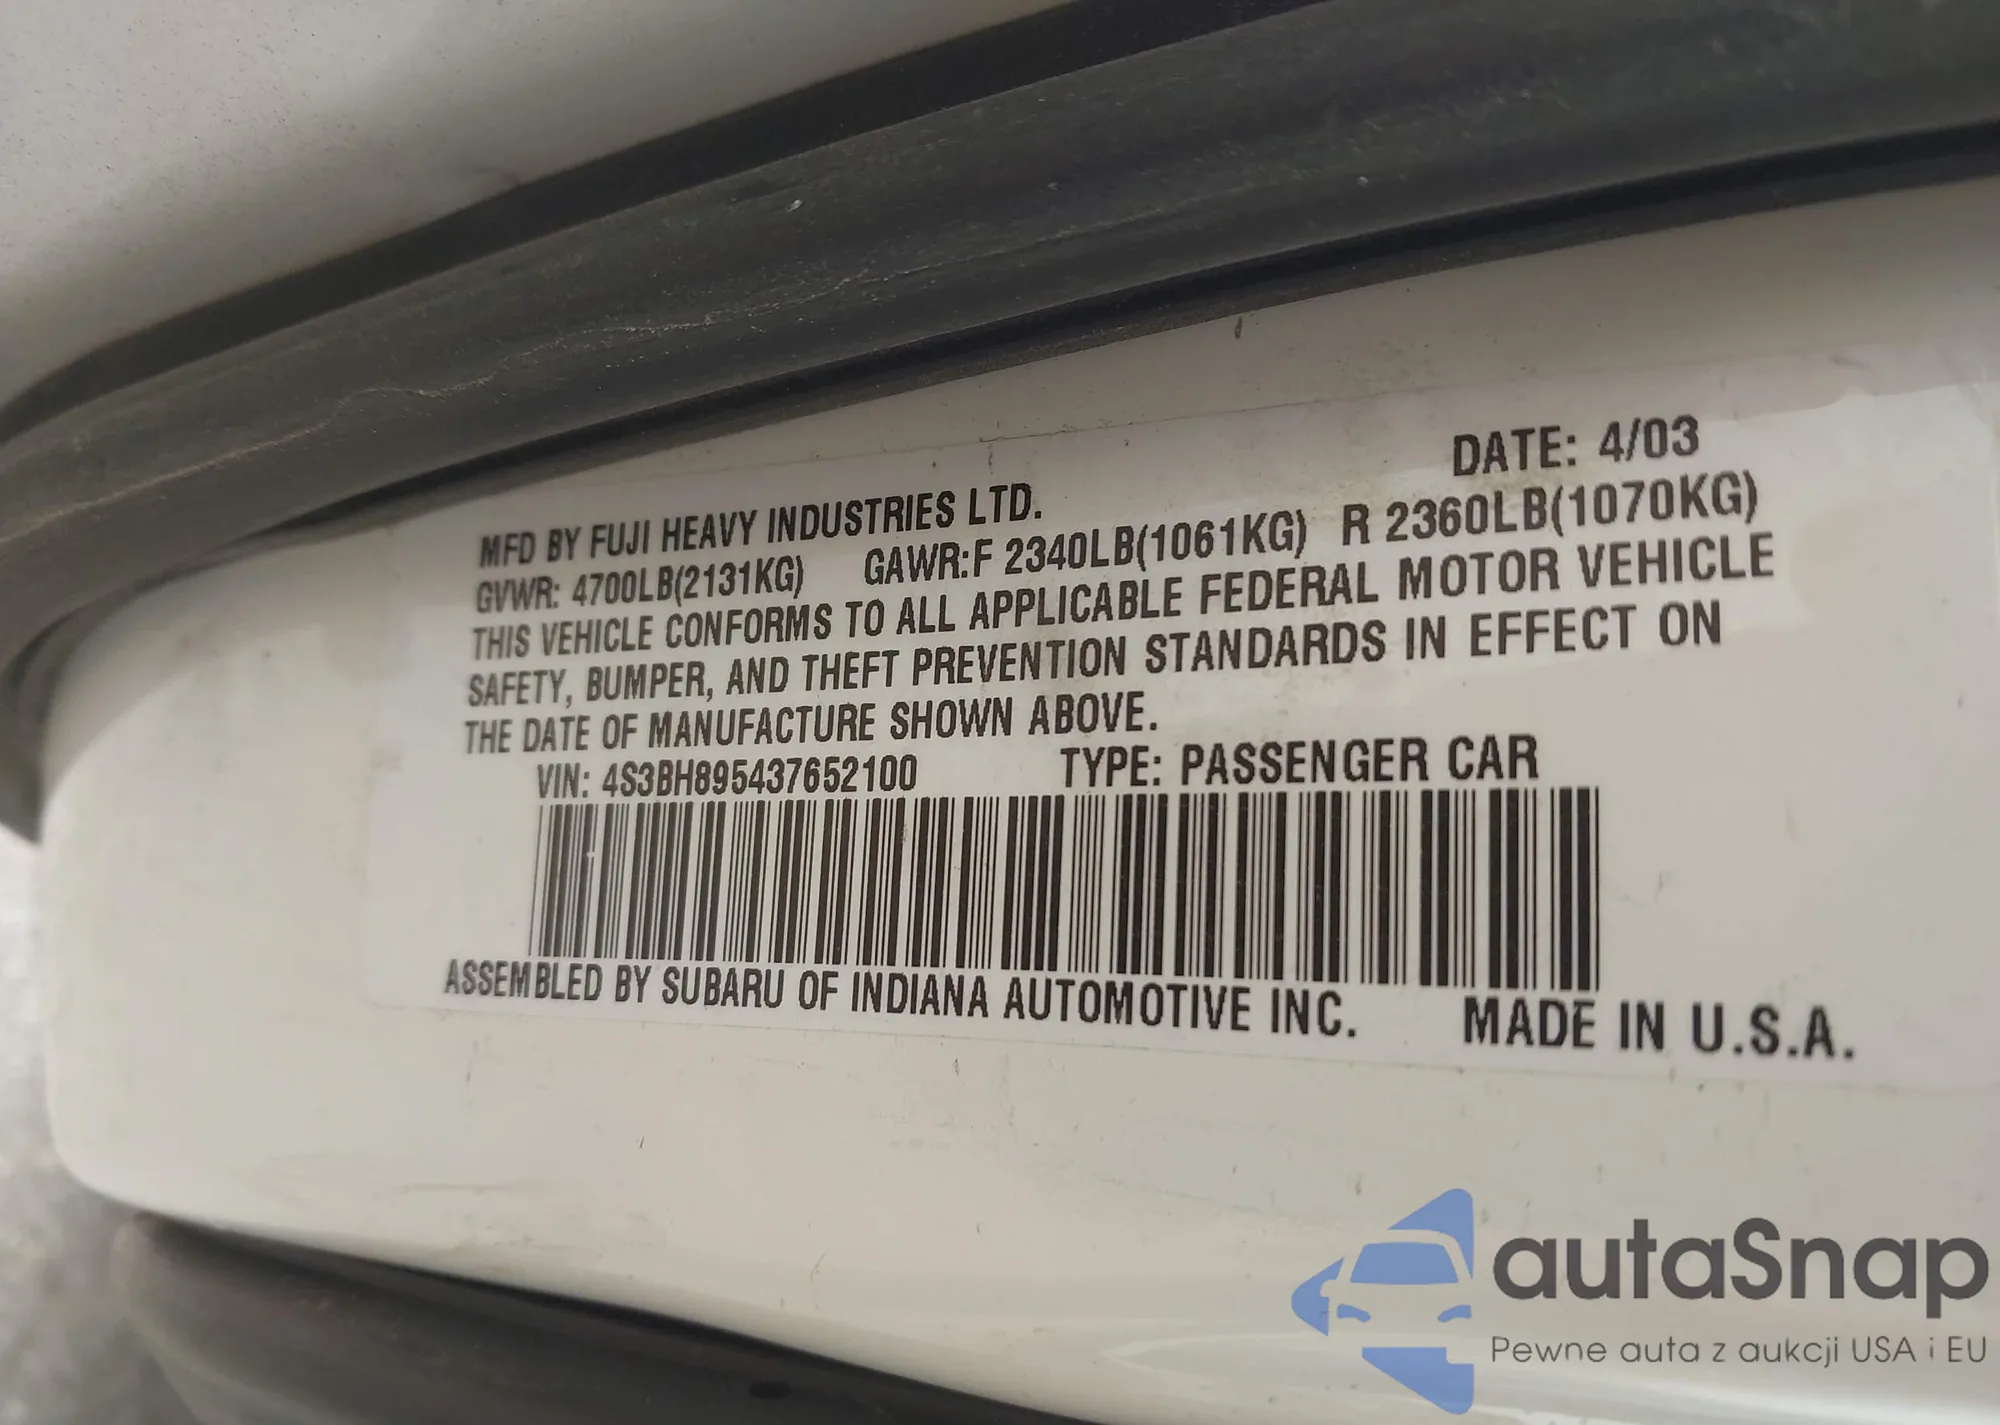 DATE: 4/03
MFD BY FUJI HEAVY INDUSTRIES LTD.
GVWR: 4700LB(2131KG) GAWR:F 2340LB(1061KG) R 2360LB(1070KG)
THIS VEHICLE CONFORMS TO ALL APPLICABLE FEDERAL MOTOR VEHICLE
SAFETY, BUMPER, AND THEFT PREVENTION STANDARDS IN EFFECT ON
THE DATE OF MANUFACTURE SHOWN ABOVE.
VIN: 4S3BH895437652100 TYPE: PASSENGER CAR
ASSEMBLED BY SUBARU OF INDIANA AUTOMOTIVE INC. MADE IN U.S.A.
autaSnap
Pewne auta z aukcji USA i EU